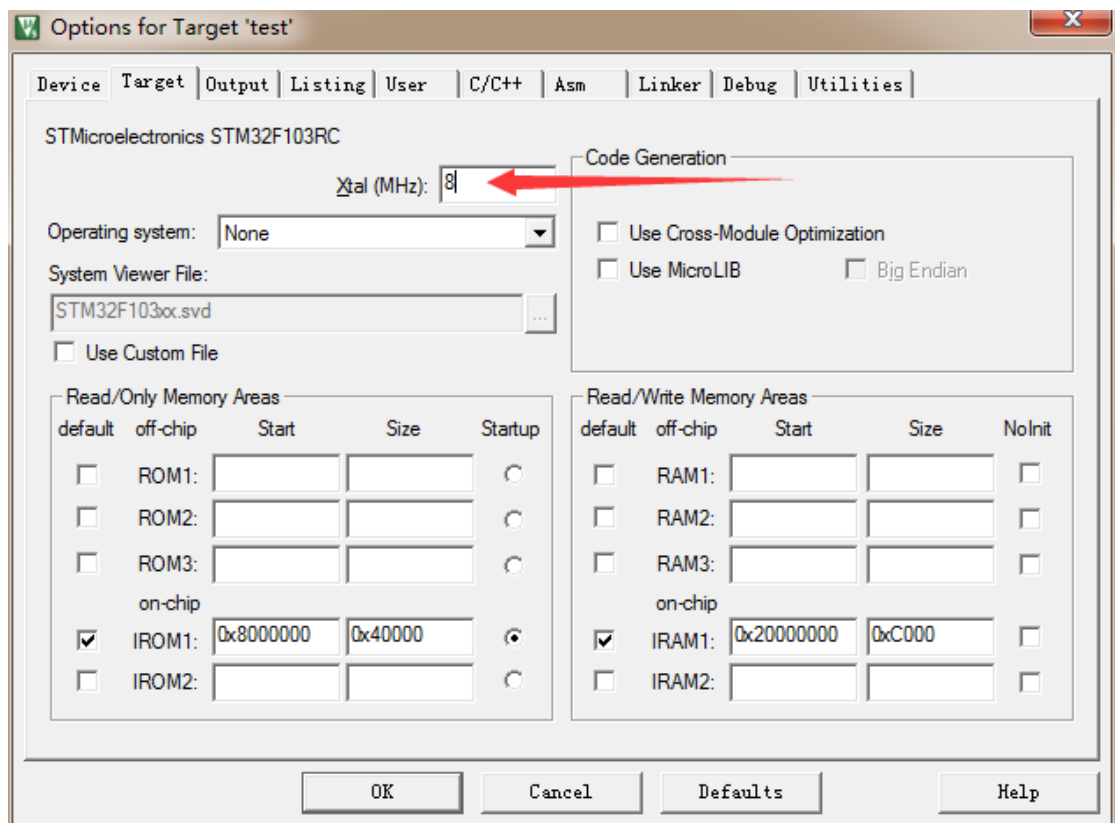 Options for Target 'test'
Device Target Output Listing User C/C++ Asm Linker Debug Utilities
STMicroelectronics STM32F103RC
Xtal (MHz): 8
Operating system: None
System Viewer File:
STM32F103xx.svd ...
Use Custom File
Code Generation
Use Cross-Module Optimization
Use MicroLIB Big Endian
Read/Only Memory Areas
default off-chip Start Size Startup
ROM1:
ROM2:
ROM3:
on-chip
IROM1: 0x8000000 0x40000
IROM2:
Read/Write Memory Areas
default off-chip Start Size NoInit
RAM1:
RAM2:
RAM3:
on-chip
IRAM1: 0x20000000 0xC000
IRAM2:
OK Cancel Defaults Help